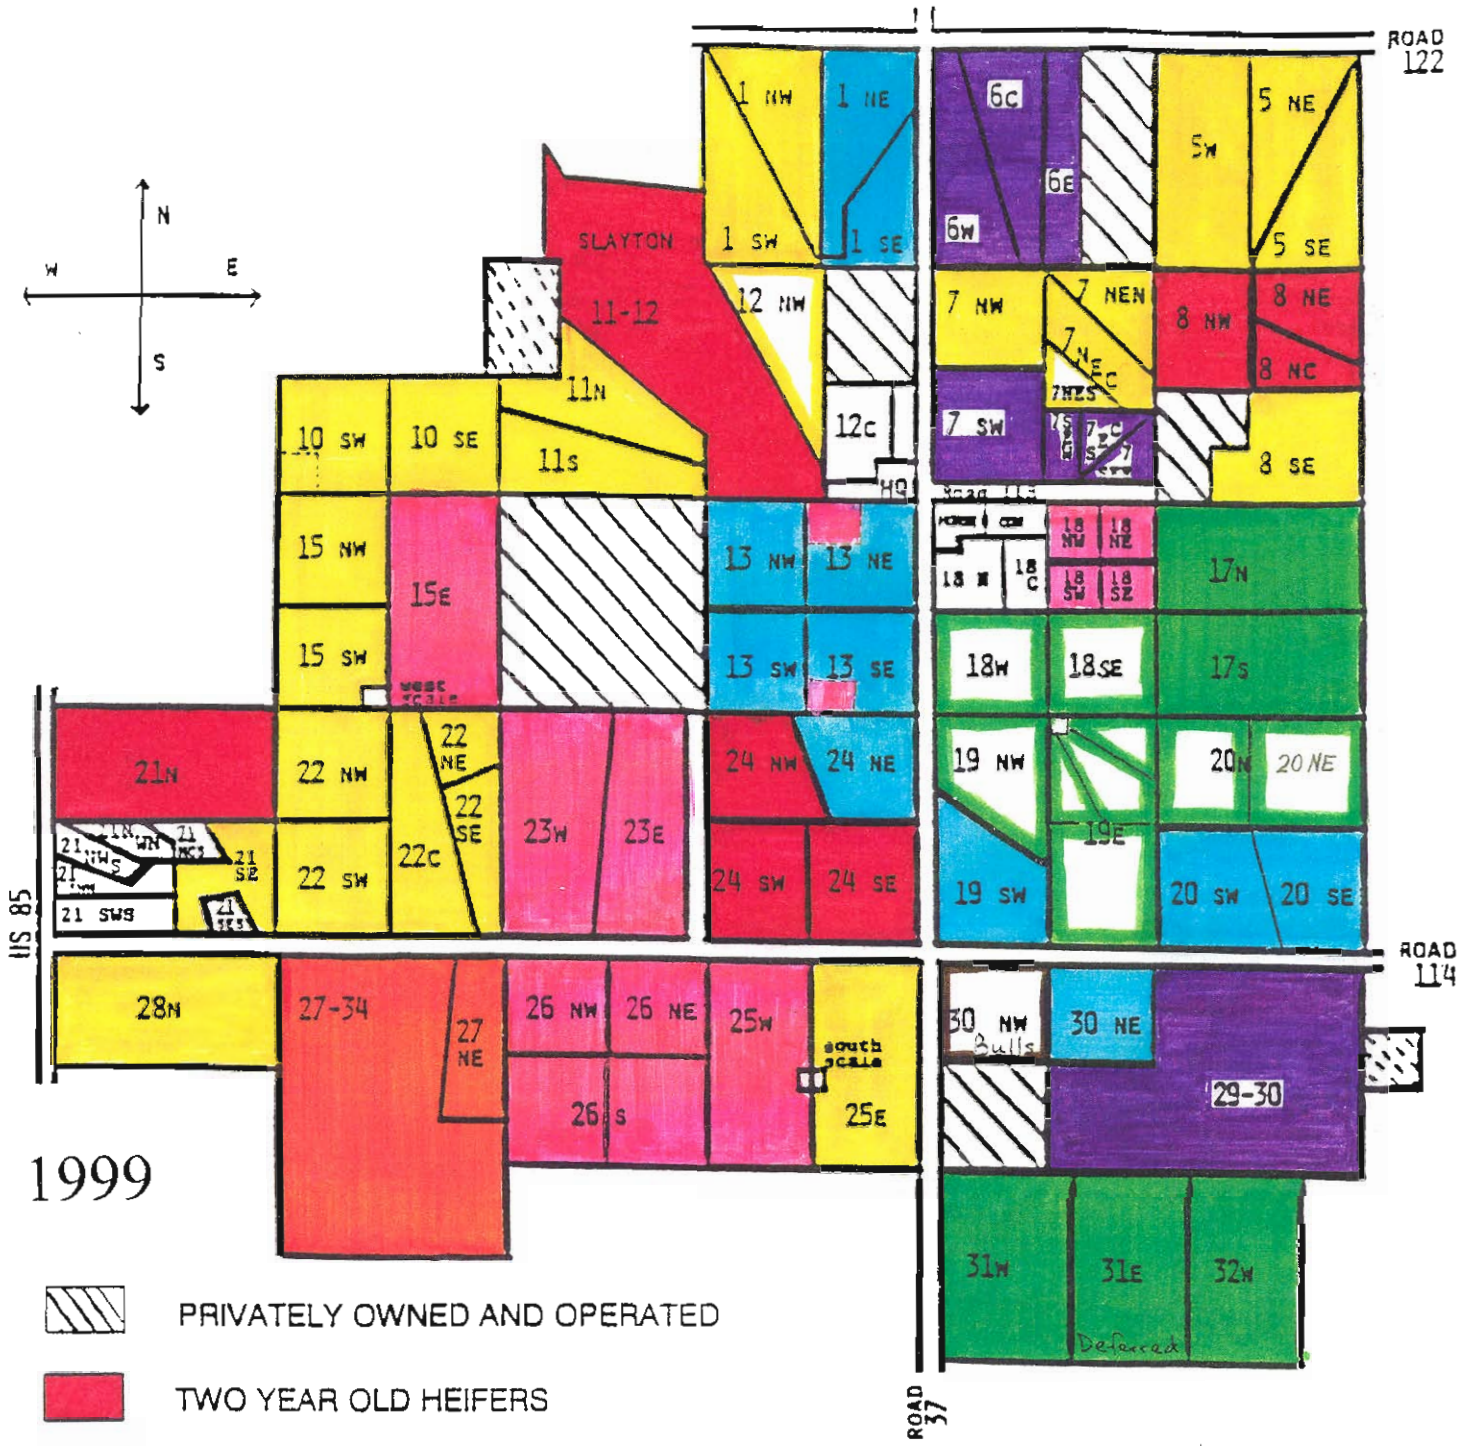 ROAD
122
N
W E
S
1 NW
1 NE
6C
5 NE
5W
6E
6W
1 SW
1 SE
5 SE
SLAYTON
11-12
12 NW
7 NW
7 NEN
8 NW
8 NE
7 NEC
8 NC
7NES
11N
10 SW
10 SE
11S
12C
7 SW
8 SE
HQ
15 NW
15E
13 NW
13 NE
18
NW
18
NE
17N
18
C
18
SW
18
SE
15 SW
13 SW
13 SE
18W
18SE
17S
west
scale
21N
22 NW
22
NE
24 NW
24 NE
19 NW
20N
20 NE
22
SE
23W
23E
19E
21
SE
22C
22 SW
24 SW
24 SE
19 SW
20 SW
20 SE
21 SWS
US 85
ROAD
114
28N
27-34
27
NE
26 NW
26 NE
25W
30 NW
Bulls
30 NE
south
scale
29-30
26 S
25E
1999
31W
31E
32W
Deferred
PRIVATELY OWNED AND OPERATED
TWO YEAR OLD HEIFERS
ROAD
37